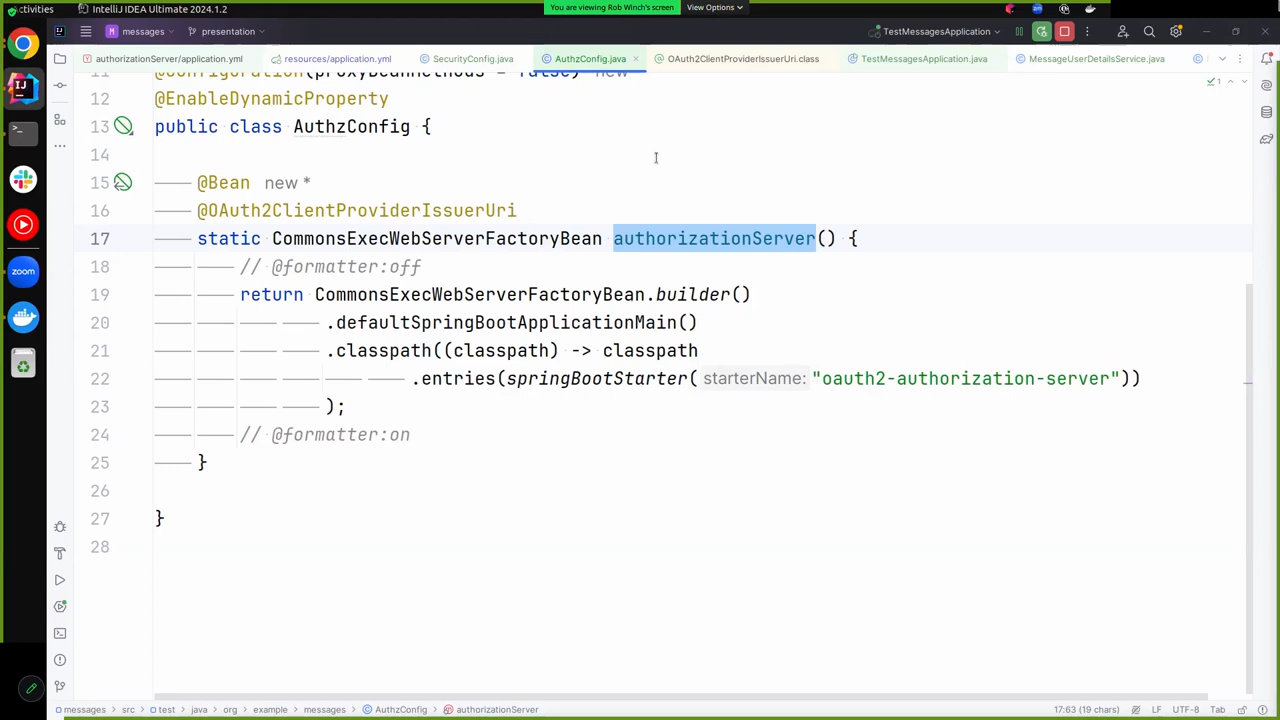 ctivities
IntelliJ IDEA Ultimate 2024.1.2
You are viewing Rob Winch's screen
View Options
M messages
presentation
TestMessagesApplication
authorizationServer/application.yml
resources/application.yml
SecurityConfig.java
AuthzConfig.java
OAuth2ClientProviderIssuerUri.class
TestMessagesApplication.java
MessageUserDetailsService.java
1
12 @EnableDynamicProperty
13 public class AuthzConfig {
14
15 @Bean new *
16 @OAuth2ClientProviderIssuerUri
17 static CommonsExecWebServerFactoryBean authorizationServer() {
18 // @formatter:off
19 return CommonsExecWebServerFactoryBean.builder()
20 .defaultSpringBootApplicationMain()
21 .classpath((classpath) -> classpath
22 .entries(springBootStarter( starterName: "oauth2-authorization-server"))
23 );
24 // @formatter:on
25 }
26
27 }
28
zoom
messages
src
test
java
org
example
messages
AuthzConfig
authorizationServer
17:63 (19 chars)
LF
UTF-8
Tab